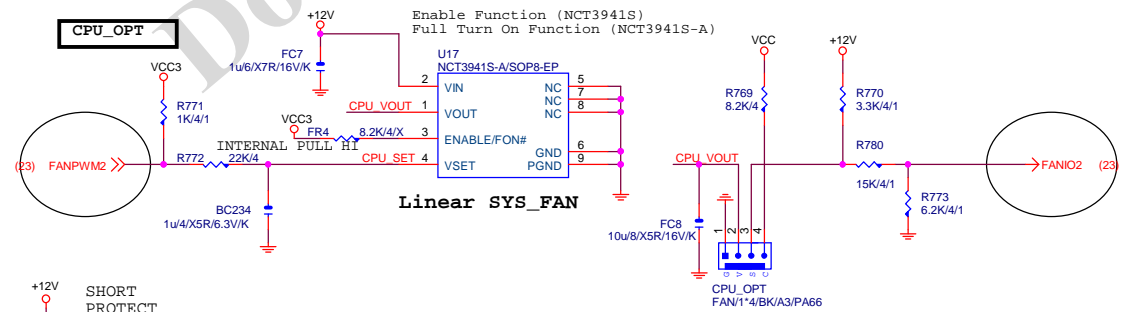 CPU_OPT
+12V
Enable Function (NCT3941S)
Full Turn On Function (NCT3941S-A)
FC7
1u/6/X7R/16V/K
U17
NCT3941S-A/SOP8-EP
2 VIN
1 VOUT
3 ENABLE/FON#
4 VSET
NC 5
NC 7
NC 8
GND 6
PGND 9
CPU_VOUT
VCC3
FR4 8.2K/4/X
INTERNAL PULL HI
CPU_SET
VCC3
R771
1K/4/1
(23) FANPWM2
R772 22K/4
BC234
1u/4/X5R/6.3V/K
Linear SYS_FAN
VCC
+12V
R769
8.2K/4
R770
3.3K/4/1
CPU_VOUT
R780
15K/4/1
FANIO2 (23)
R773
6.2K/4/1
FC8
10u/8/X5R/16V/K
1 2 3 4
G V S C
CPU_OPT
FAN/1*4/BK/A3/PA66
+12V
SHORT
PROTECT